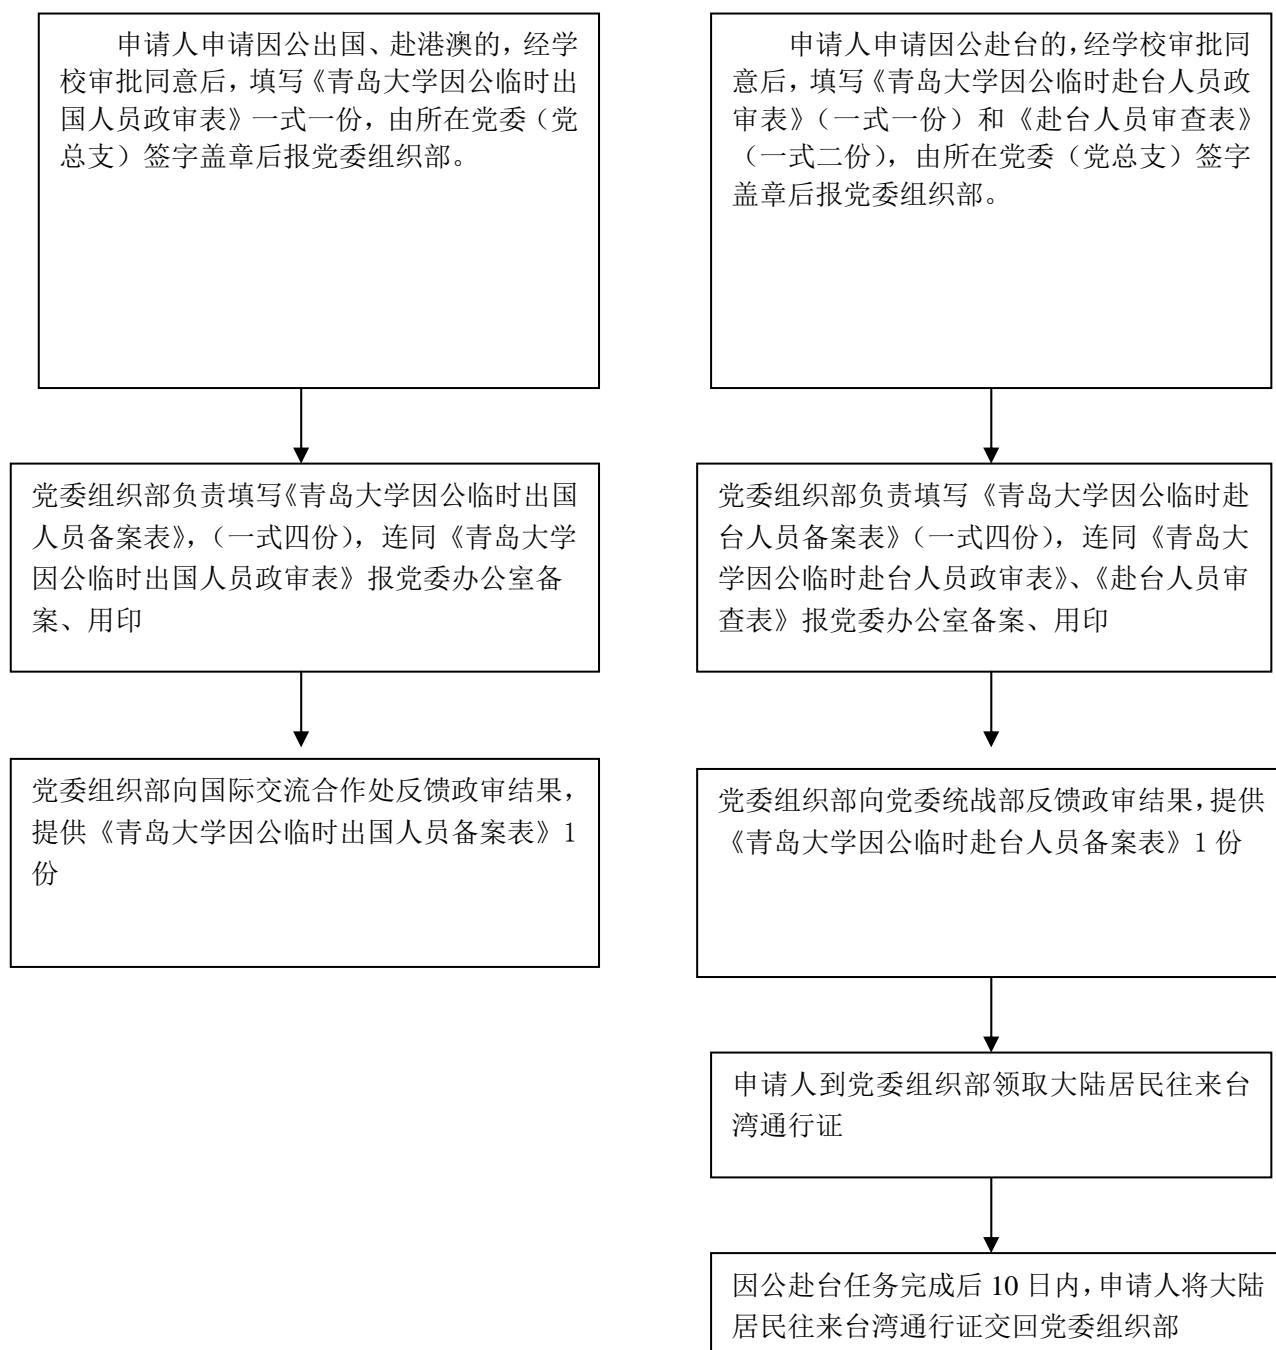 申请人申请因公出国、赴港澳的，经学
校审批同意后，填写《青岛大学因公临时出
国人员政审表》一式一份，由所在党委（党
总支）签字盖章后报党委组织部。
党委组织部负责填写《青岛大学因公临时出国
人员备案表》，（一式四份），连同《青岛大学
因公临时出国人员政审表》报党委办公室备
案、用印
党委组织部向国际交流合作处反馈政审结果，
提供《青岛大学因公临时出国人员备案表》1
份
申请人申请因公赴台的，经学校审批同
意后，填写《青岛大学因公临时赴台人员政
审表》（一式一份）和《赴台人员审查表》
（一式二份），由所在党委（党总支）签字
盖章后报党委组织部。
党委组织部负责填写《青岛大学因公临时赴
台人员备案表》（一式四份），连同《青岛大
学因公临时赴台人员政审表》、《赴台人员审
查表》报党委办公室备案、用印
党委组织部向党委统战部反馈政审结果，提供
《青岛大学因公临时赴台人员备案表》1 份
申请人到党委组织部领取大陆居民往来台
湾通行证
因公赴台任务完成后 10 日内，申请人将大陆
居民往来台湾通行证交回党委组织部